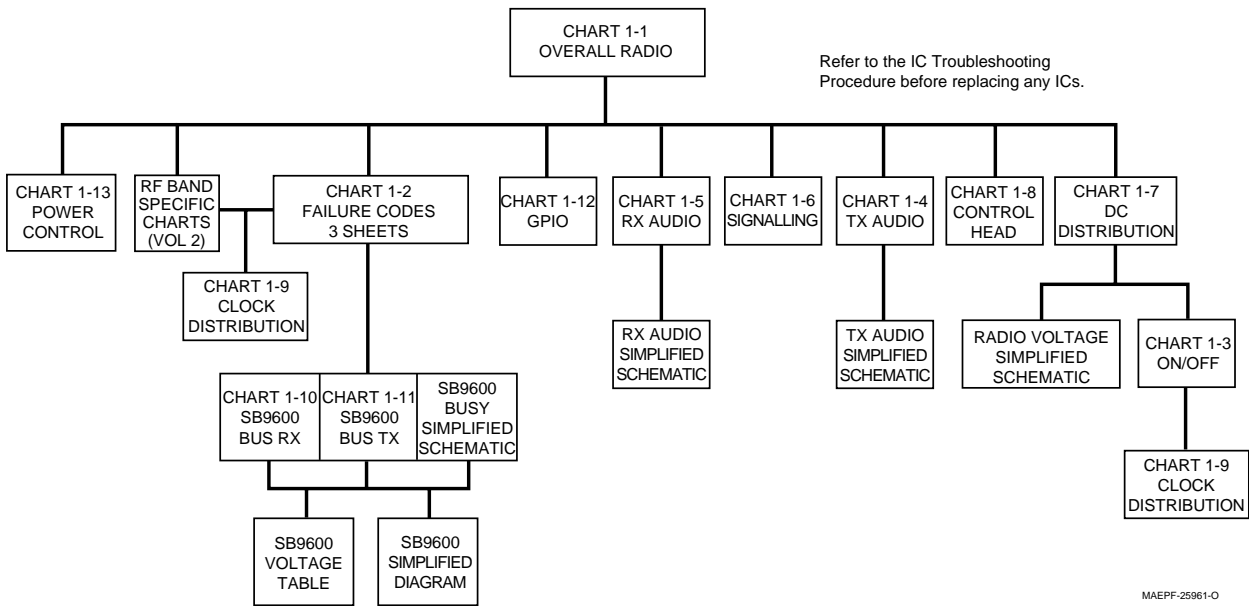 CHART 1-1
OVERALL RADIO
Refer to the IC Troubleshooting
Procedure before replacing any ICs.
CHART 1-13
POWER
CONTROL
RF BAND
SPECIFIC
CHARTS
(VOL 2)
CHART 1-2
FAILURE CODES
3 SHEETS
CHART 1-12
GPIO
CHART 1-5
RX AUDIO
CHART 1-6
SIGNALLING
CHART 1-4
TX AUDIO
CHART 1-8
CONTROL
HEAD
CHART 1-7
DC
DISTRIBUTION
CHART 1-9
CLOCK
DISTRIBUTION
RX AUDIO
SIMPLIFIED
SCHEMATIC
TX AUDIO
SIMPLIFIED
SCHEMATIC
RADIO VOLTAGE
SIMPLIFIED
SCHEMATIC
CHART 1-3
ON/OFF
CHART 1-10
SB9600
BUS RX
CHART 1-11
SB9600
BUS TX
SB9600
BUSY
SIMPLIFIED
SCHEMATIC
CHART 1-9
CLOCK
DISTRIBUTION
SB9600
VOLTAGE
TABLE
SB9600
SIMPLIFIED
DIAGRAM
MAEPF-25961-O